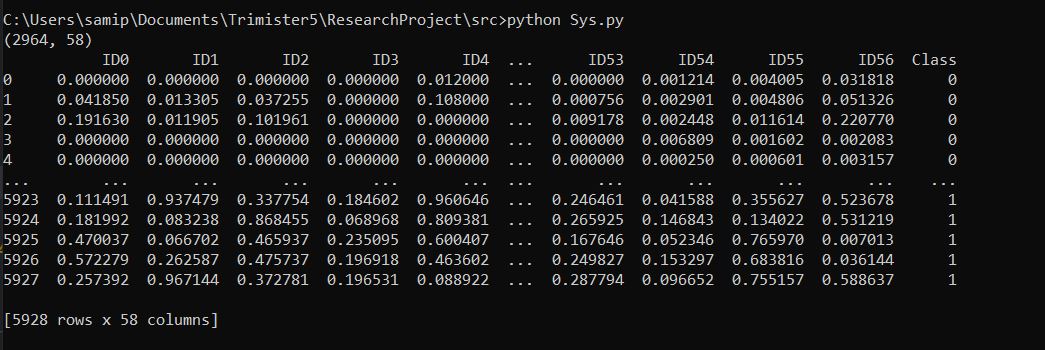 C:\Users\samip\Documents\Trimister5\ResearchProject\src>python Sys.py
(2964, 58)
ID0 ID1 ID2 ID3 ID4 ... ID53 ID54 ID55 ID56 Class
0 0.000000 0.000000 0.000000 0.000000 0.012000 ... 0.000000 0.001214 0.004005 0.031818 0
1 0.041850 0.013305 0.037255 0.000000 0.108000 ... 0.000756 0.002901 0.004806 0.051326 0
2 0.191630 0.011905 0.101961 0.000000 0.000000 ... 0.009178 0.002448 0.011614 0.220770 0
3 0.000000 0.000000 0.000000 0.000000 0.000000 ... 0.000000 0.006809 0.001602 0.002083 0
4 0.000000 0.000000 0.000000 0.000000 0.000000 ... 0.000000 0.000250 0.000601 0.003157 0
... ... ... ... ... ... ... ... ... ... ... ...
5923 0.111491 0.937479 0.337754 0.184602 0.960646 ... 0.246461 0.041588 0.355627 0.523678 1
5924 0.181992 0.083238 0.868455 0.068968 0.809381 ... 0.265925 0.146843 0.134022 0.531219 1
5925 0.470037 0.066702 0.465937 0.235095 0.600407 ... 0.167646 0.052346 0.765970 0.007013 1
5926 0.572279 0.262587 0.475737 0.196918 0.463602 ... 0.249827 0.153297 0.683816 0.036144 1
5927 0.257392 0.967144 0.372781 0.196531 0.088922 ... 0.287794 0.096652 0.755157 0.588637 1
[5928 rows x 58 columns]